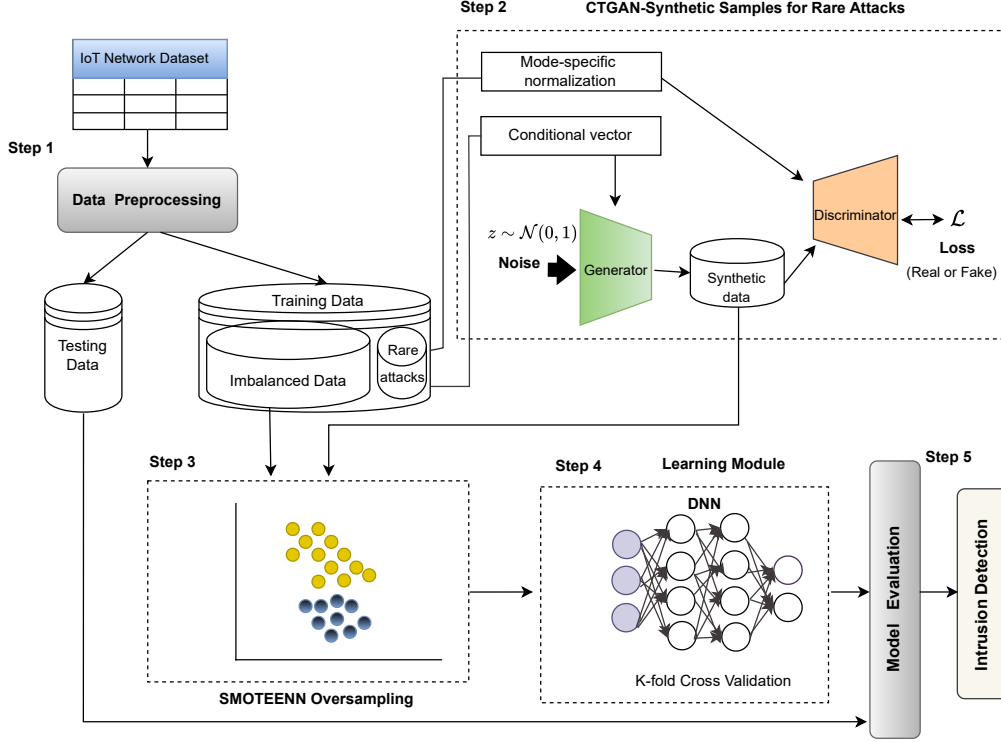 Step 2
CTGAN-Synthetic Samples for Rare Attacks
IoT Network Dataset
Mode-specific
normalization
Step 1
Conditional vector
Data Preprocessing
Discriminator
ℒ
z ∼ 𝒩(0, 1)
Noise
Generator
Synthetic
data
Loss
(Real or Fake)
Training Data
Testing
Data
Imbalanced Data
Rare
attacks
Step 3
Step 4
Learning Module
Step 5
DNN
K-fold Cross Validation
SMOTEENN Oversampling
Model Evaluation
Intrusion Detection